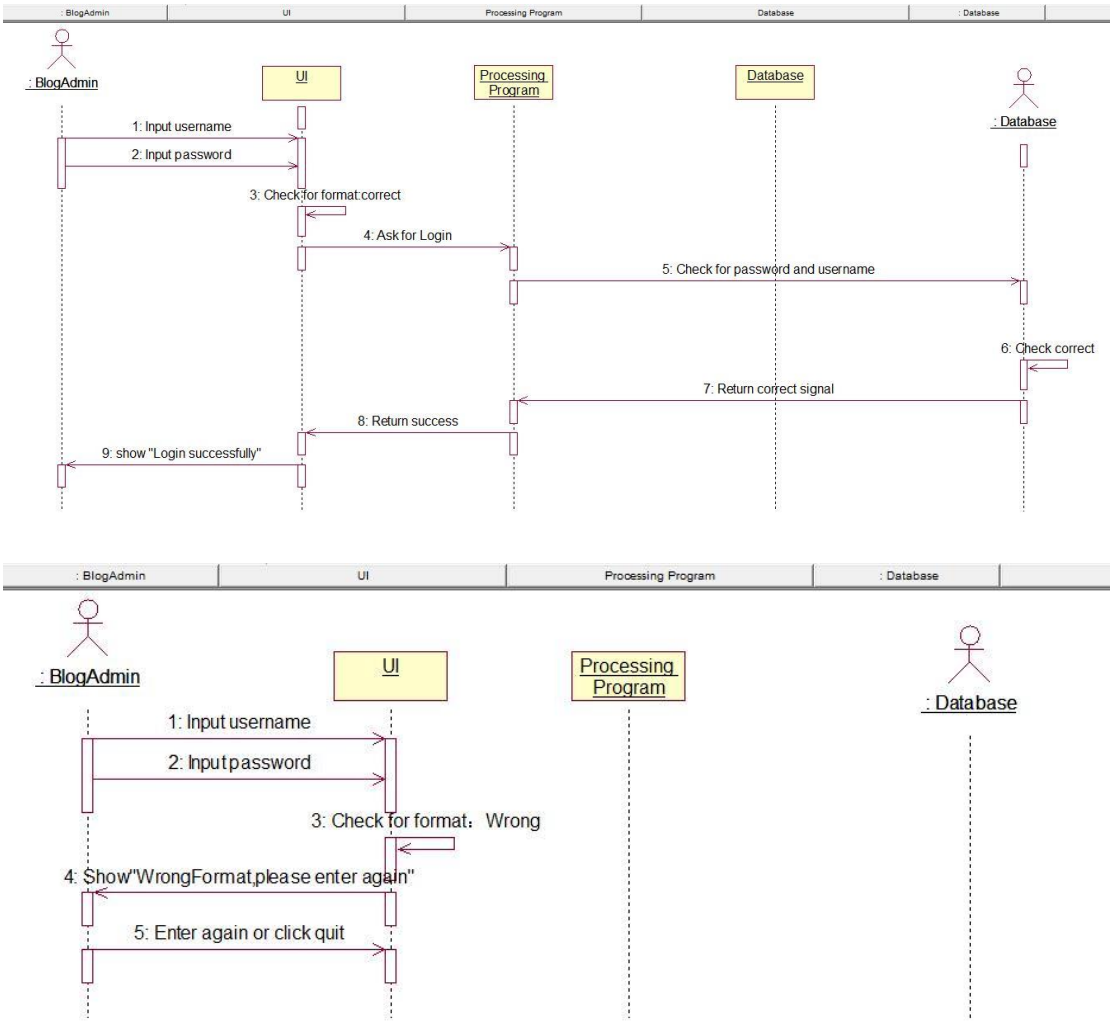 : BlogAdmin UI Processing Program Database : Database
: BlogAdmin
UI
Processing
Program
Database
: Database
1: Input username
2: Input password
3: Check for format:correct
4: Ask for Login
5: Check for password and username
6: Check correct
7: Return correct signal
8: Return success
9: show "Login successfully"
: BlogAdmin UI Processing Program : Database
: BlogAdmin
UI
Processing
Program
: Database
1: Input username
2: Input password
3: Check for format：Wrong
4: Show"WrongFormat,please enter again"
5: Enter again or click quit